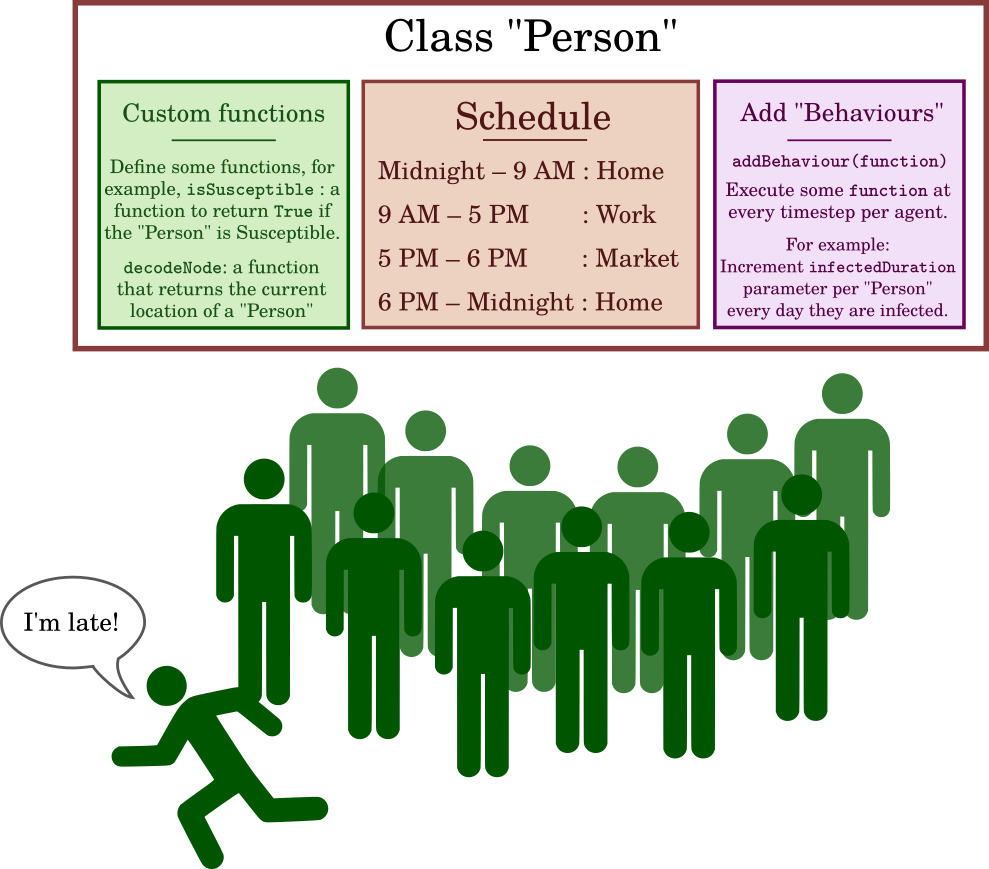 Class "Person"
Custom functions
Define some functions, for
example, isSusceptible : a
function to return True if
the "Person" is Susceptible.
decodeNode: a function
that returns the current
location of a "Person"
Schedule
Midnight – 9 AM : Home
9 AM – 5 PM : Work
5 PM – 6 PM : Market
6 PM – Midnight : Home
Add "Behaviours"
addBehaviour(function)
Execute some function at
every timestep per agent.
For example:
Increment infectedDuration
parameter per "Person"
every day they are infected.
I'm late!